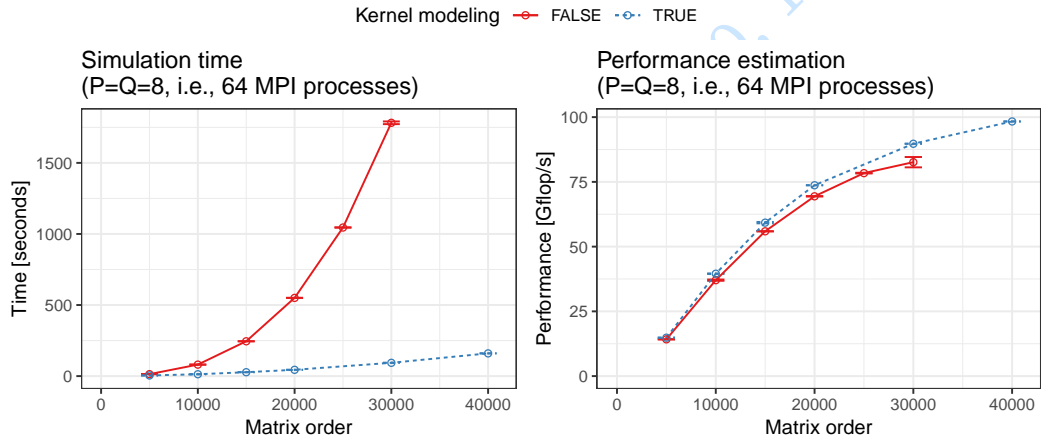 Kernel modeling FALSE TRUE
Simulation time
(P=Q=8, i.e., 64 MPI processes)
Time [seconds]
1500
1000
500
0
0 10000 20000 30000 40000
Matrix order
Performance estimation
(P=Q=8, i.e., 64 MPI processes)
Performance [Gflop/s]
100
75
50
25
0
0 10000 20000 30000 40000
Matrix order